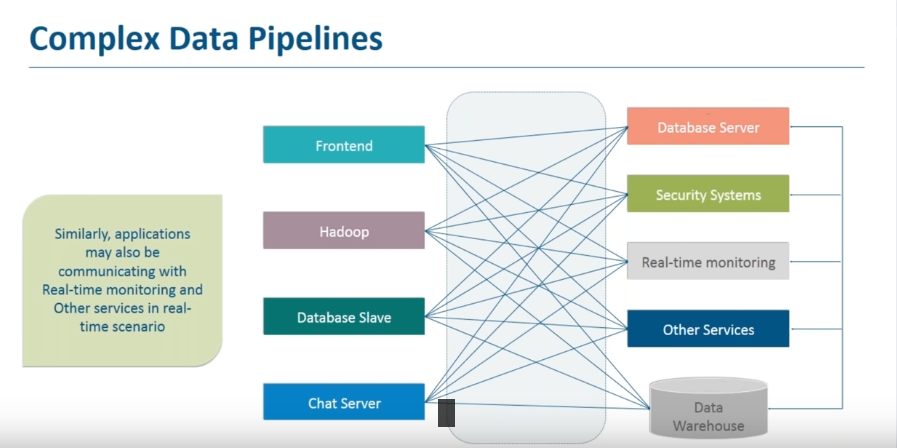 Complex Data Pipelines
Similarly, applications
may also be
communicating with
Real-time monitoring and
Other services in real-
time scenario
Frontend
Hadoop
Database Slave
Chat Server
Database Server
Security Systems
Real-time monitoring
Other Services
Data
Warehouse